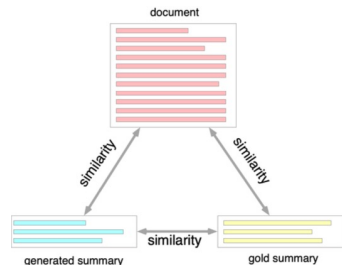 document
similarity
similarity
similarity
generated summary
gold summary